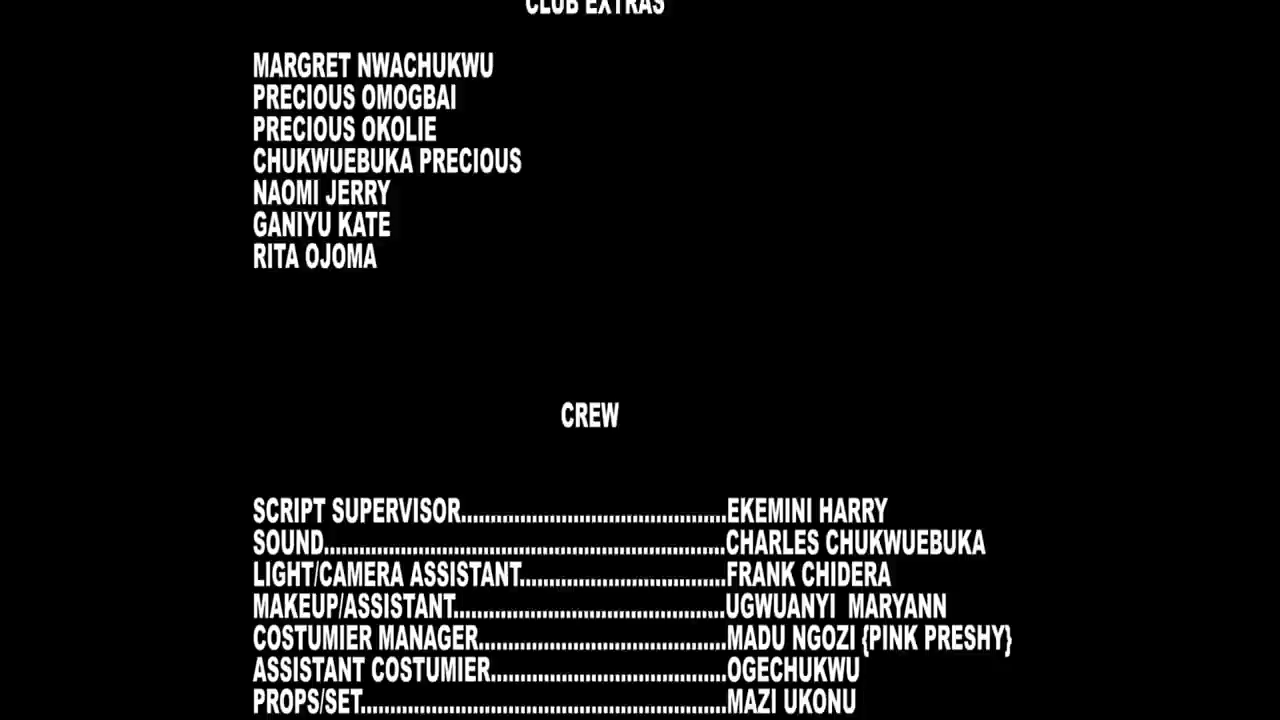 CLUB EXTRAS
MARGRET NWACHUKWU
PRECIOUS OMOGBAI
PRECIOUS OKOLIE
CHUKWUEBUKA PRECIOUS
NAOMI JERRY
GANIYU KATE
RITA OJOMA
CREW
SCRIPT SUPERVISOR.............................................EKEMINI HARRY
SOUND....................................................................CHARLES CHUKWUEBUKA
LIGHT/CAMERA ASSISTANT...................................FRANK CHIDERA
MAKEUP/ASSISTANT..............................................UGWUANYI  MARYANN
COSTUMIER MANAGER..........................................MADU NGOZI {PINK PRESHY}
ASSISTANT COSTUMIER........................................OGECHUKWU
PROPS/SET..............................................................MAZI UKONU